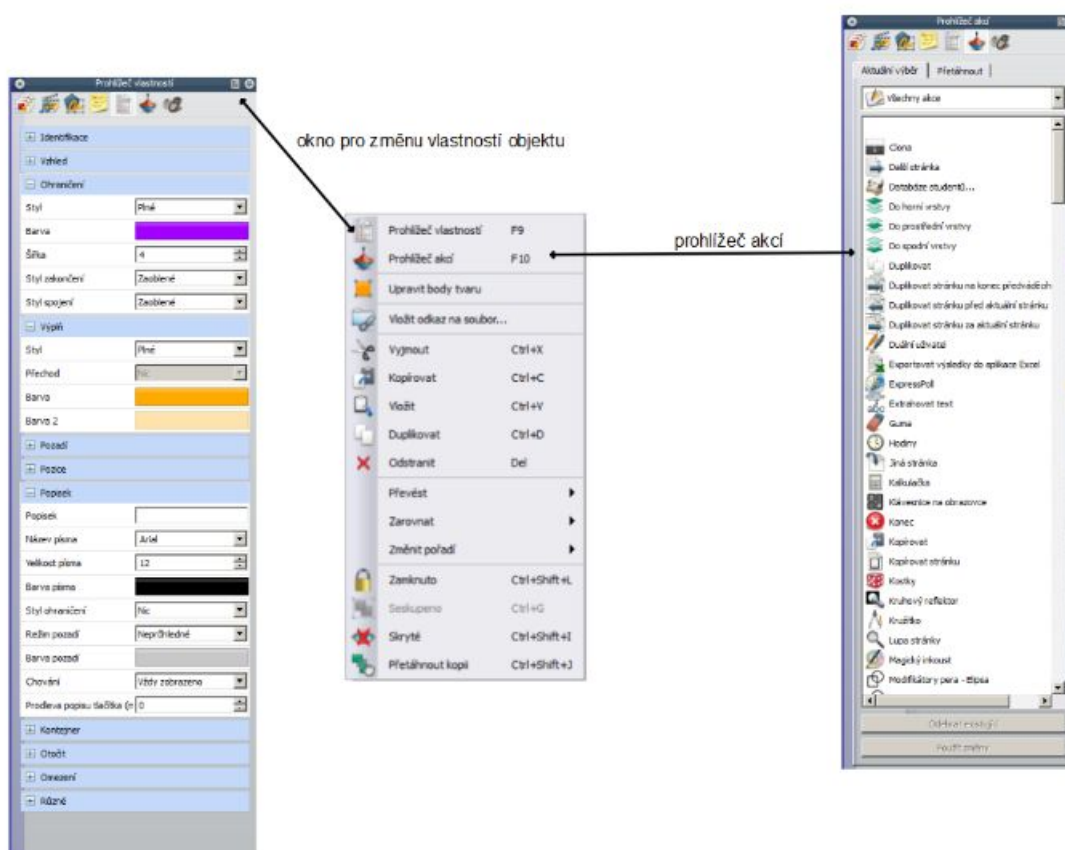 Prohlížeč vlastností
Identifikace
Vzhled
Ohraničení
Styl Plné
Barva
Šířka 4
Styl zakončení Zaoblené
Styl spojení Zaoblené
Výplň
Styl Plné
Přechod Nic
Barva
Barva 2
Pozadí
Pozice
Popisek
Popisek
Název písma Arial
Velikost písma 12
Barva písma
Styl ohraničení Nic
Režim pozadí Neprůhledné
Barva pozadí
Chování Vždy zobrazeno
Prodleva popisu tlačítka (m 0
Kontejner
Otočit
Omezení
Různé
okno pro změnu vlastností objektu
Prohlížeč vlastností F9
Prohlížeč akcí F10
Upravit body tvaru
Vložit odkaz na soubor...
Vyjmout Ctrl+X
Kopírovat Ctrl+C
Vložit Ctrl+V
Duplikovat Ctrl+D
Odstranit Del
Převést
Zarovnat
Změnit pořadí
Zamknuto Ctrl+Shift+L
Seskupeno Ctrl+G
Skryté Ctrl+Shift+I
Přetáhnout kopii Ctrl+Shift+J
prohlížeč akcí
Prohlížeč akcí
Aktuální výběr Přetáhnout
Všechny akce
Clona
Další stránka
Databáze studentů...
Do horní vrstvy
Do prostřední vrstvy
Do spodní vrstvy
Duplikovat
Duplikovat stránku na konec předváděcíh
Duplikovat stránku před aktuální stránku
Duplikovat stránku za aktuální stránku
Duální uživatel
Exportovat výsledky do aplikace Excel
ExpressPoll
Extrahovat text
Guma
Hodiny
Jiná stránka
Kalkulačka
Klávesnice na obrazovce
Konec
Kopírovat
Kopírovat stránku
Kostky
Kruhový reflektor
Kružítko
Lupa stránky
Magický inkoust
Modifikátory pera - Elipsa
Odebrat existující
Použít změny